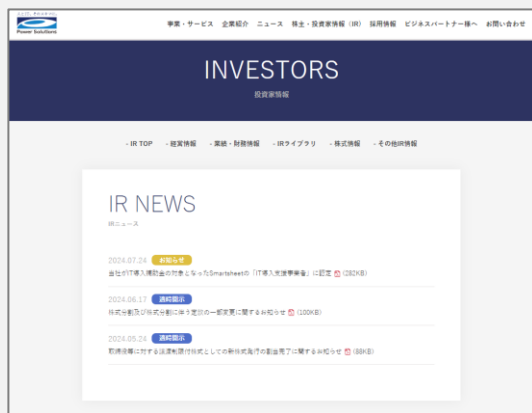 Power Solutions
事業・サービス 企業紹介 ニュース 株主・投資家情報（IR） 採用情報 ビジネスパートナー様へ お問い合わせ
INVESTORS
投資家情報
- IR TOP - 経営情報 - 業績・財務情報 - IRライブラリ - 株式情報 - その他IR情報
IR NEWS
IRニュース
2024.07.24 お知らせ
当社がIT導入補助金の対象となったSmartsheetの「IT導入支援事業者」に認定 (282KB)
2024.06.17 適時開示
株式分割及び株式分割に伴う定款の一部変更に関するお知らせ (100KB)
2024.05.24 適時開示
取締役等に対する譲渡制限付株式としての新株式発行の割当完了に関するお知らせ (88KB)